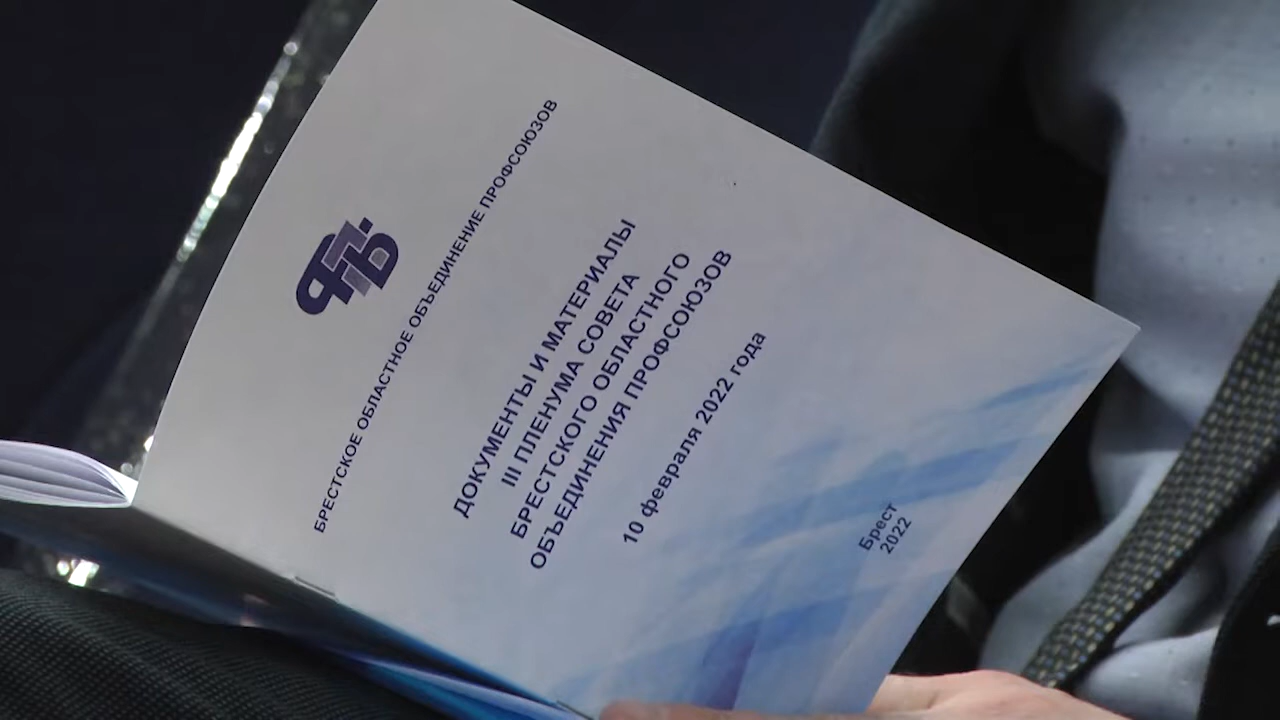 ФПБ
БРЕСТСКОЕ ОБЛАСТНОЕ ОБЪЕДИНЕНИЕ ПРОФСОЮЗОВ
ДОКУМЕНТЫ И МАТЕРИАЛЫ
III ПЛЕНУМА СОВЕТА
БРЕСТСКОГО ОБЛАСТНОГО
ОБЪЕДИНЕНИЯ ПРОФСОЮЗОВ
10 февраля 2022 года
Брест
2022